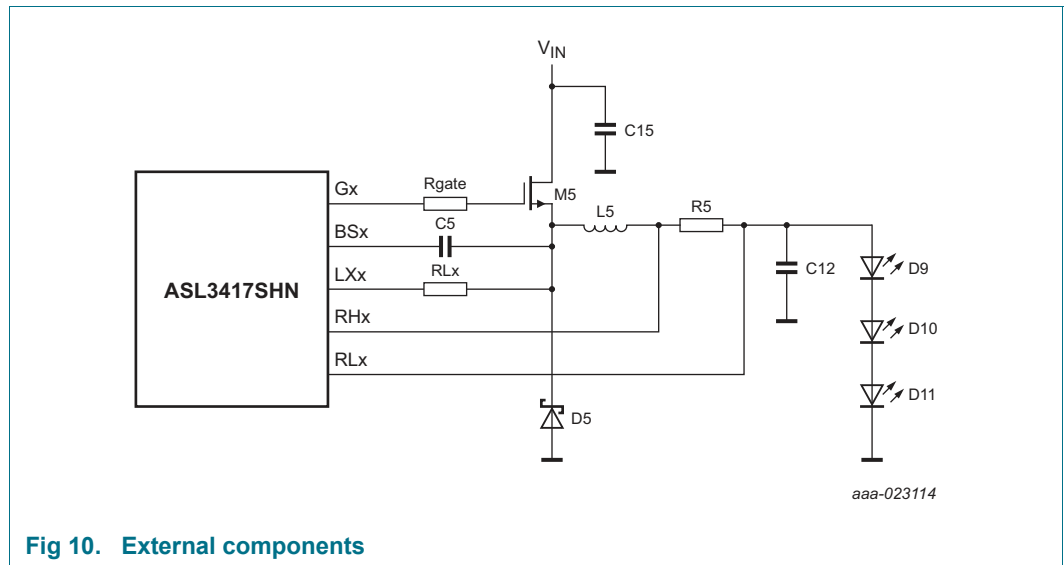 VIN
C15
Gx
Rgate
M5
BSx
C5
L5
R5
LXx
RLx
C12
D9
ASL3417SHN
RHx
D10
RLx
D11
D5
aaa-023114
Fig 10. External components